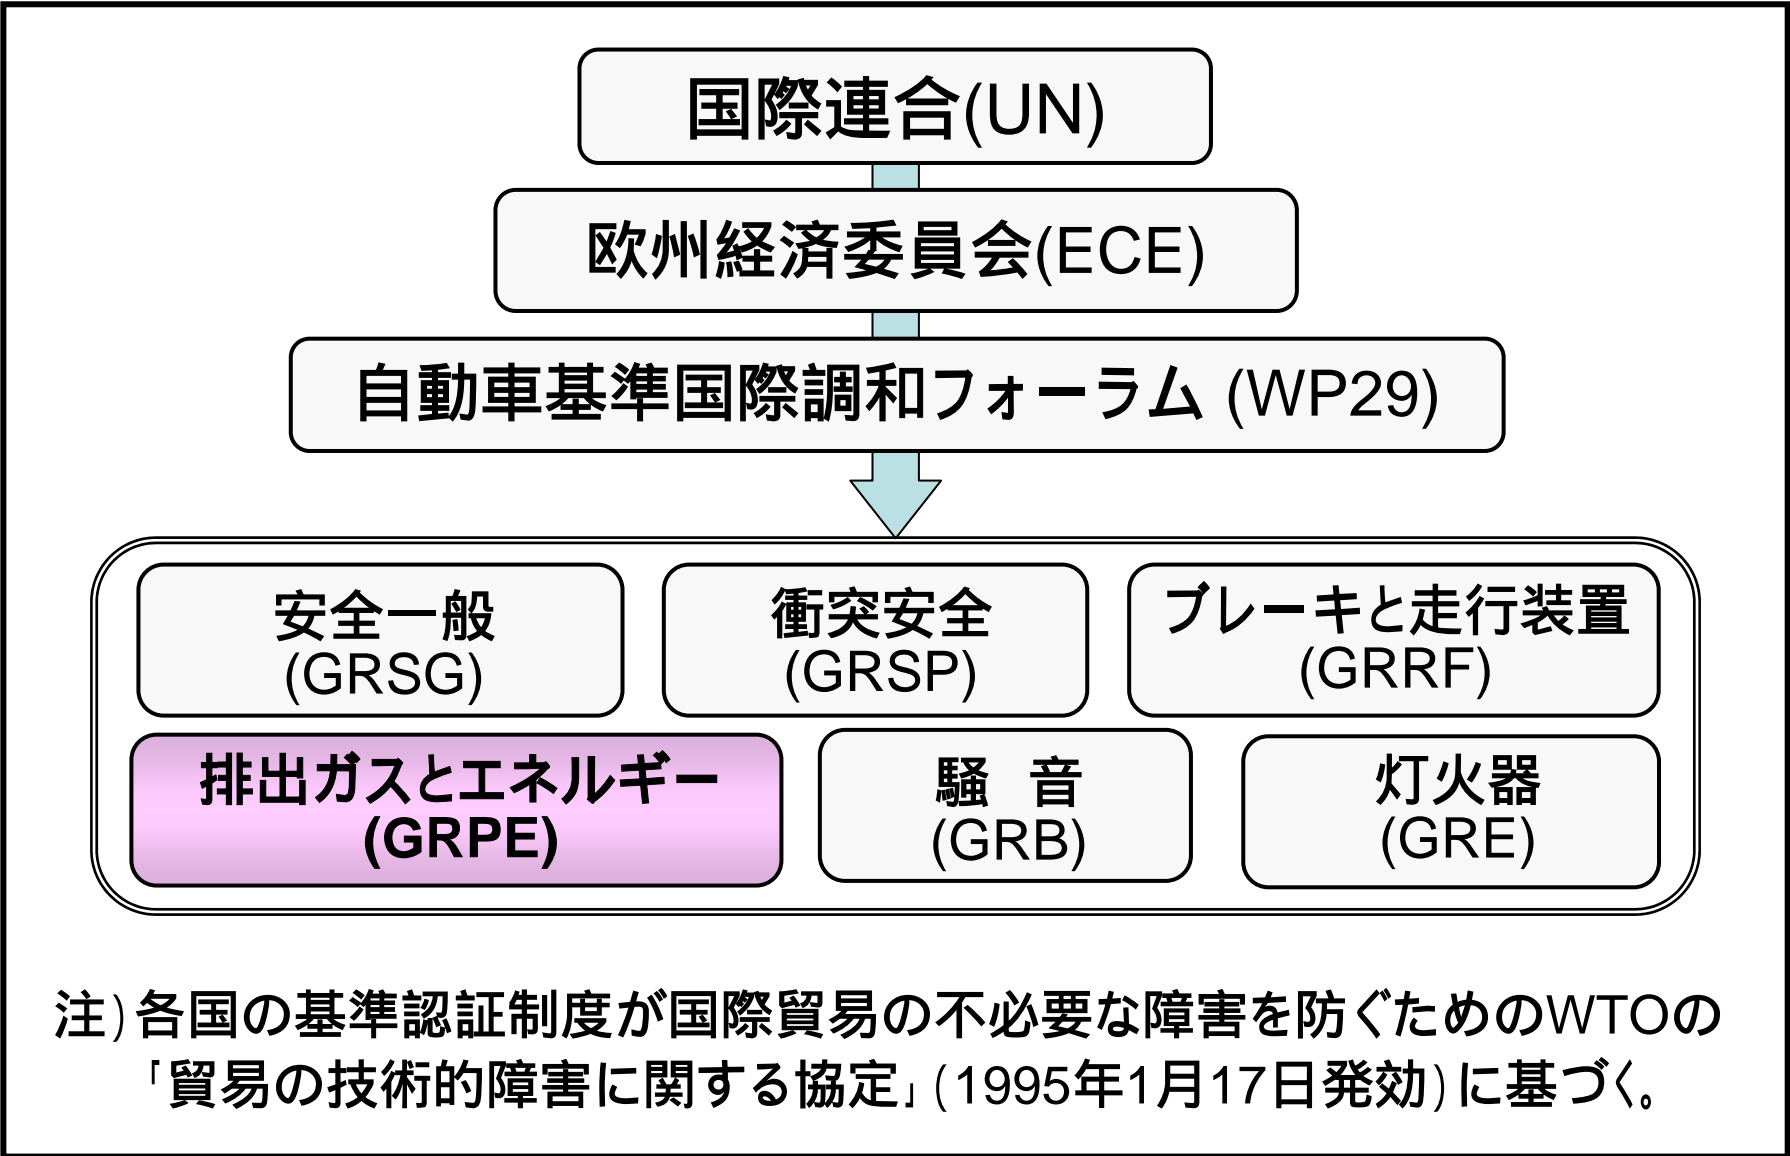 国際連合(UN)
欧州経済委員会(ECE)
自動車基準国際調和フォーラム (WP29)
安全一般
(GRSG)
衝突安全
(GRSP)
ブレーキと走行装置
(GRRF)
排出ガスとエネルギー
(GRPE)
騒　音
(GRB)
灯火器
(GRE)
注)各国の基準認証制度が国際貿易の不必要な障害を防ぐためのWTOの
「貿易の技術的障害に関する協定」(1995年1月17日発効)に基づく。